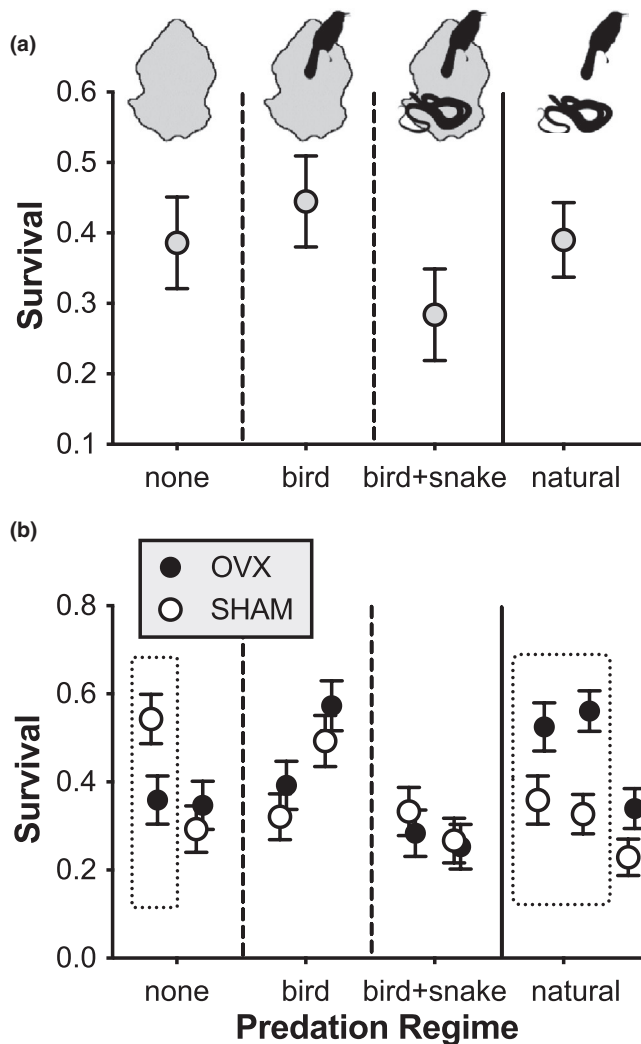 (a)
0.6
0.5
0.4
0.3
0.2
0.1
Survival
none bird bird+snake natural
(b)
OVX
SHAM
0.8
0.6
0.4
0.2
0.0
Survival
none bird bird+snake natural
Predation Regime